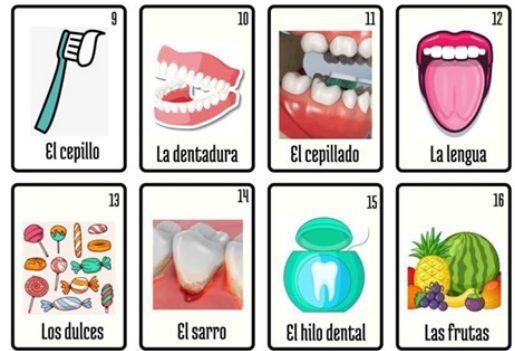 9
El cepillo
10
La dentadura
11
El cepillado
12
La lengua
13
Los dulces
14
El sarro
15
El hilo dental
16
Las frutas